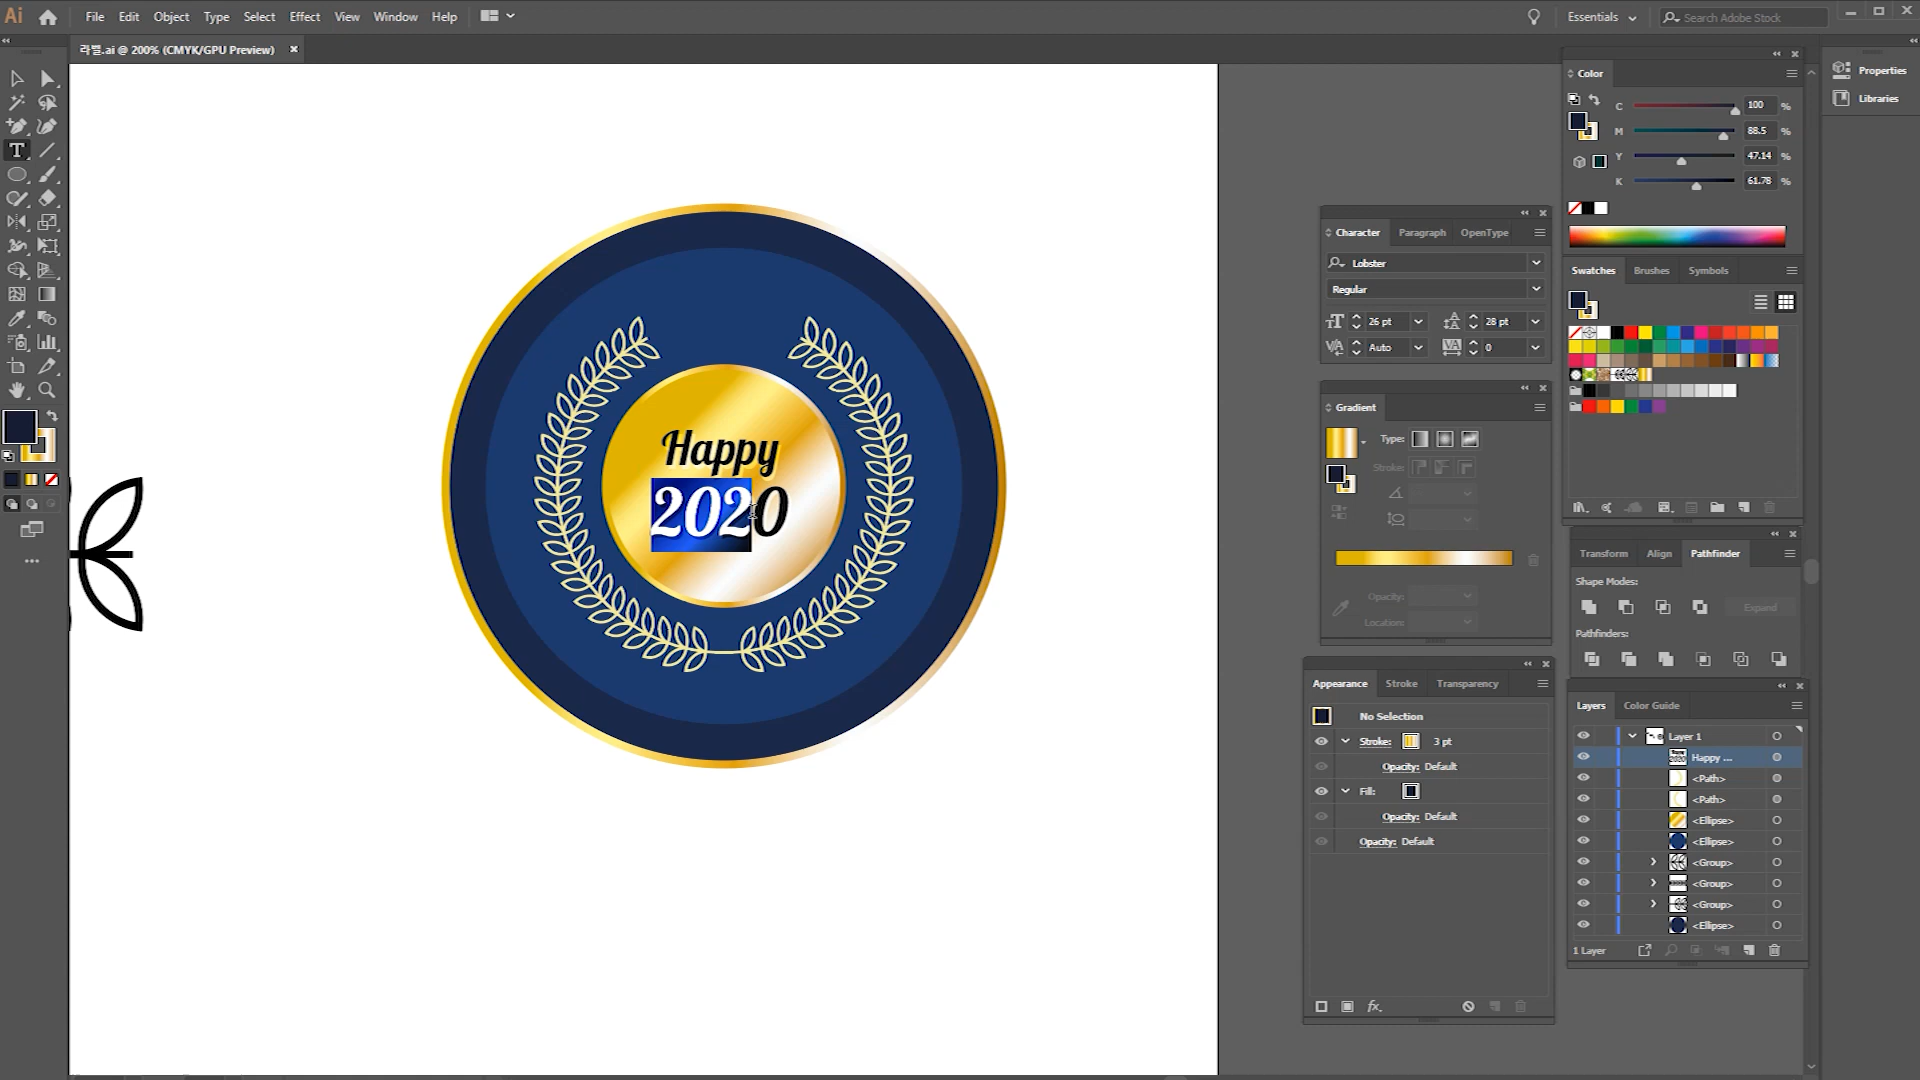 Ai
File Edit Object Type Select Effect View Window Help
Essentials
Search Adobe Stock
라벨.ai @ 200% (CMYK/GPU Preview)
Happy
2020
Color
C 100 %
M 88.5 %
Y 47.14 %
K 61.78 %
Properties
Libraries
Swatches Brushes Symbols
Character Paragraph OpenType
Lobster
Regular
26 pt 28 pt
Auto 0
Gradient
Type:
Stroke:
Opacity:
Location:
Transform Align Pathfinder
Shape Modes:
Expand
Pathfinders:
Appearance Stroke Transparency
No Selection
Stroke: 3 pt
Opacity: Default
Fill:
Opacity: Default
Opacity: Default
Layers Color Guide
Layer 1
Happy ...
<Path>
<Path>
<Ellipse>
<Ellipse>
<Group>
<Group>
<Group>
<Ellipse>
1 Layer